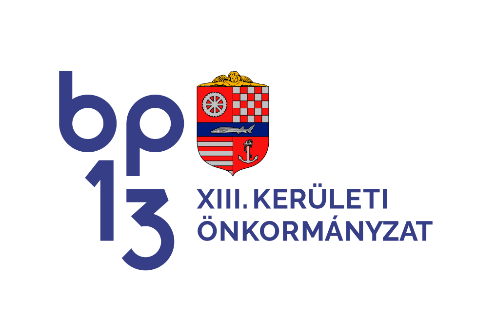 bp
13
XIII. KERÜLETI
ÖNKORMÁNYZAT